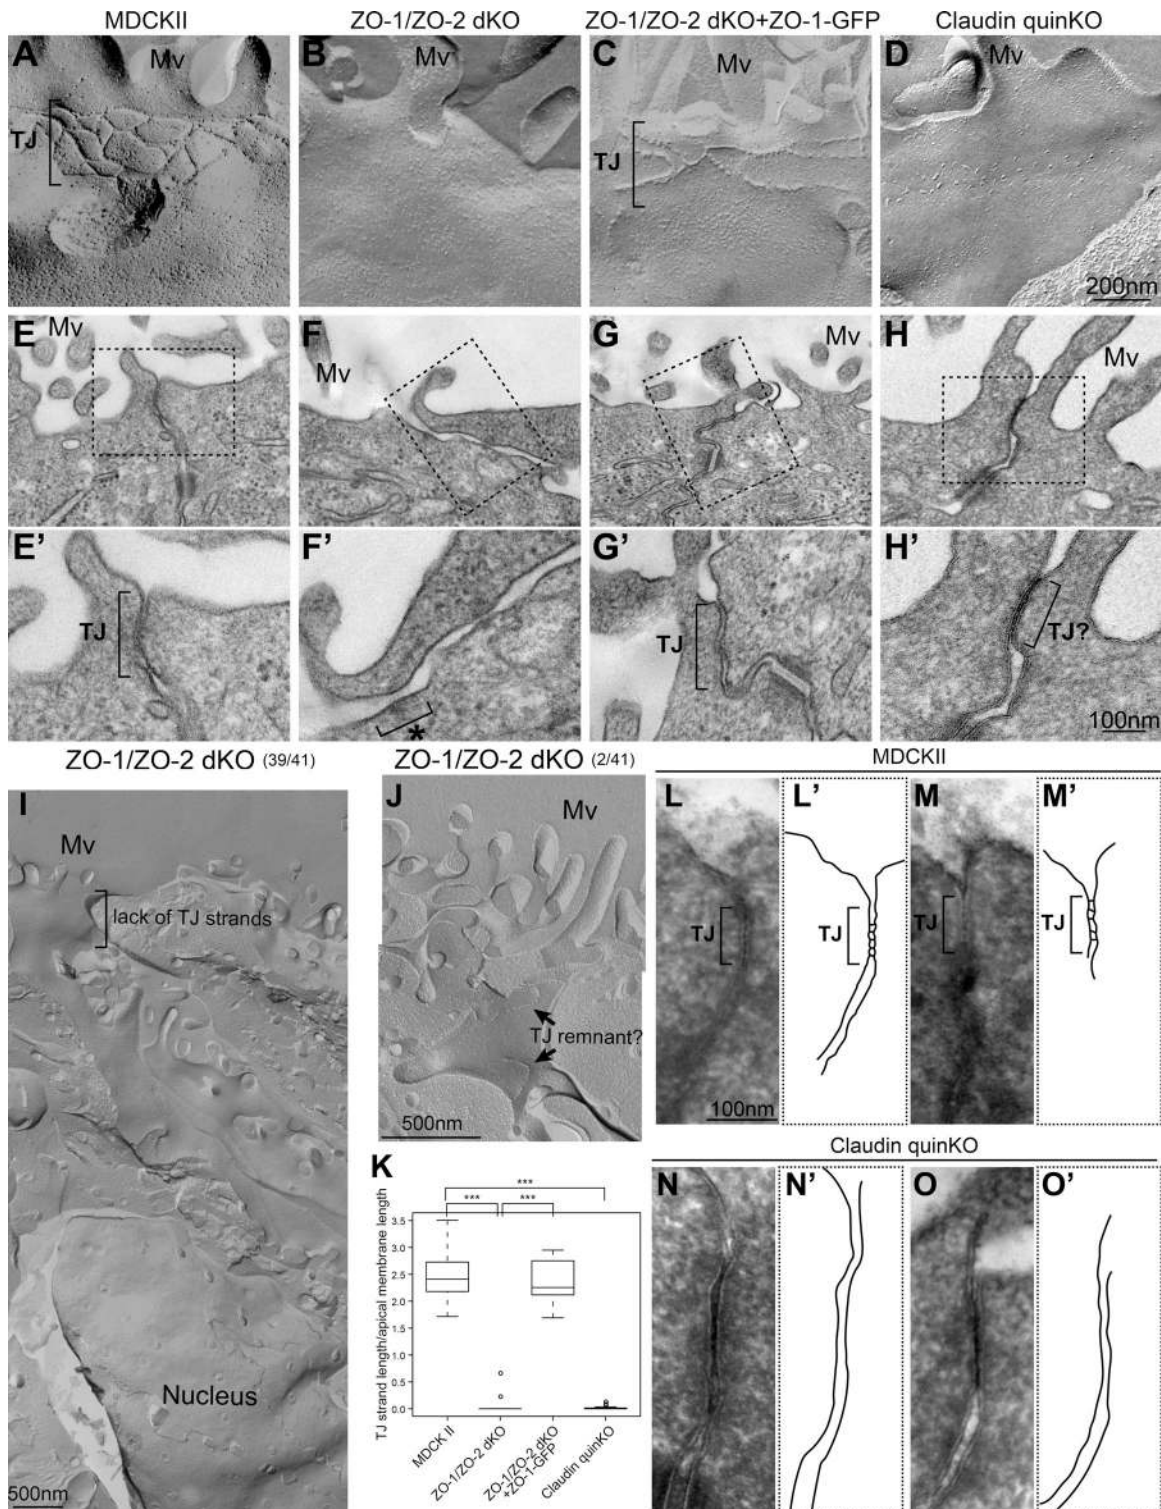 MDCKII ZO-1/ZO-2 dKO ZO-1/ZO-2 dKO+ZO-1-GFP Claudin quinKO
A Mv B Mv C Mv D Mv
TJ TJ
200nm
E Mv F Mv G Mv H Mv
E' F' G' H'
TJ TJ TJ?
* 100nm
ZO-1/ZO-2 dKO (39/41) ZO-1/ZO-2 dKO (2/41) MDCKII
I J L L' M M'
Mv Mv
lack of TJ strands TJ TJ TJ TJ
TJ remnant?
500nm 100nm
Claudin quinKO
K N N' O O'
***
*** ***
TJ strand length/apical membrane length
3.5
3.0
2.5
2.0
1.5
1.0
0.5
0.0
MDCK II
ZO-1/ZO-2 dKO
ZO-1/ZO-2 dKO
+ZO-1-GFP
Claudin quinKO
Nucleus
500nm